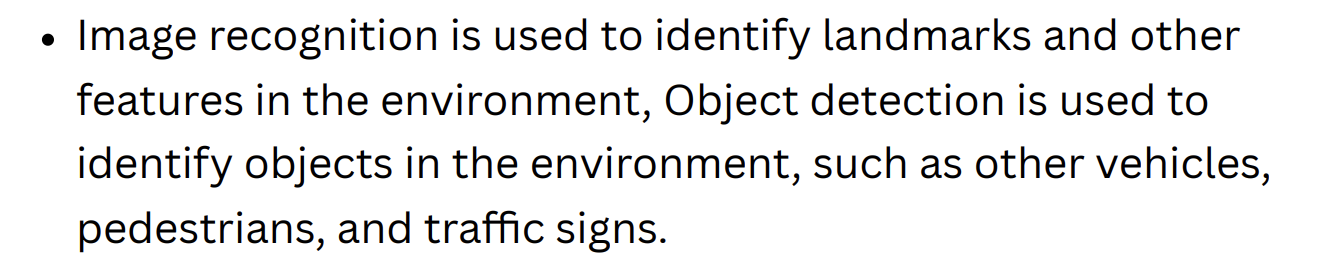 • Image recognition is used to identify landmarks and other
features in the environment, Object detection is used to
identify objects in the environment, such as other vehicles,
pedestrians, and traffic signs.